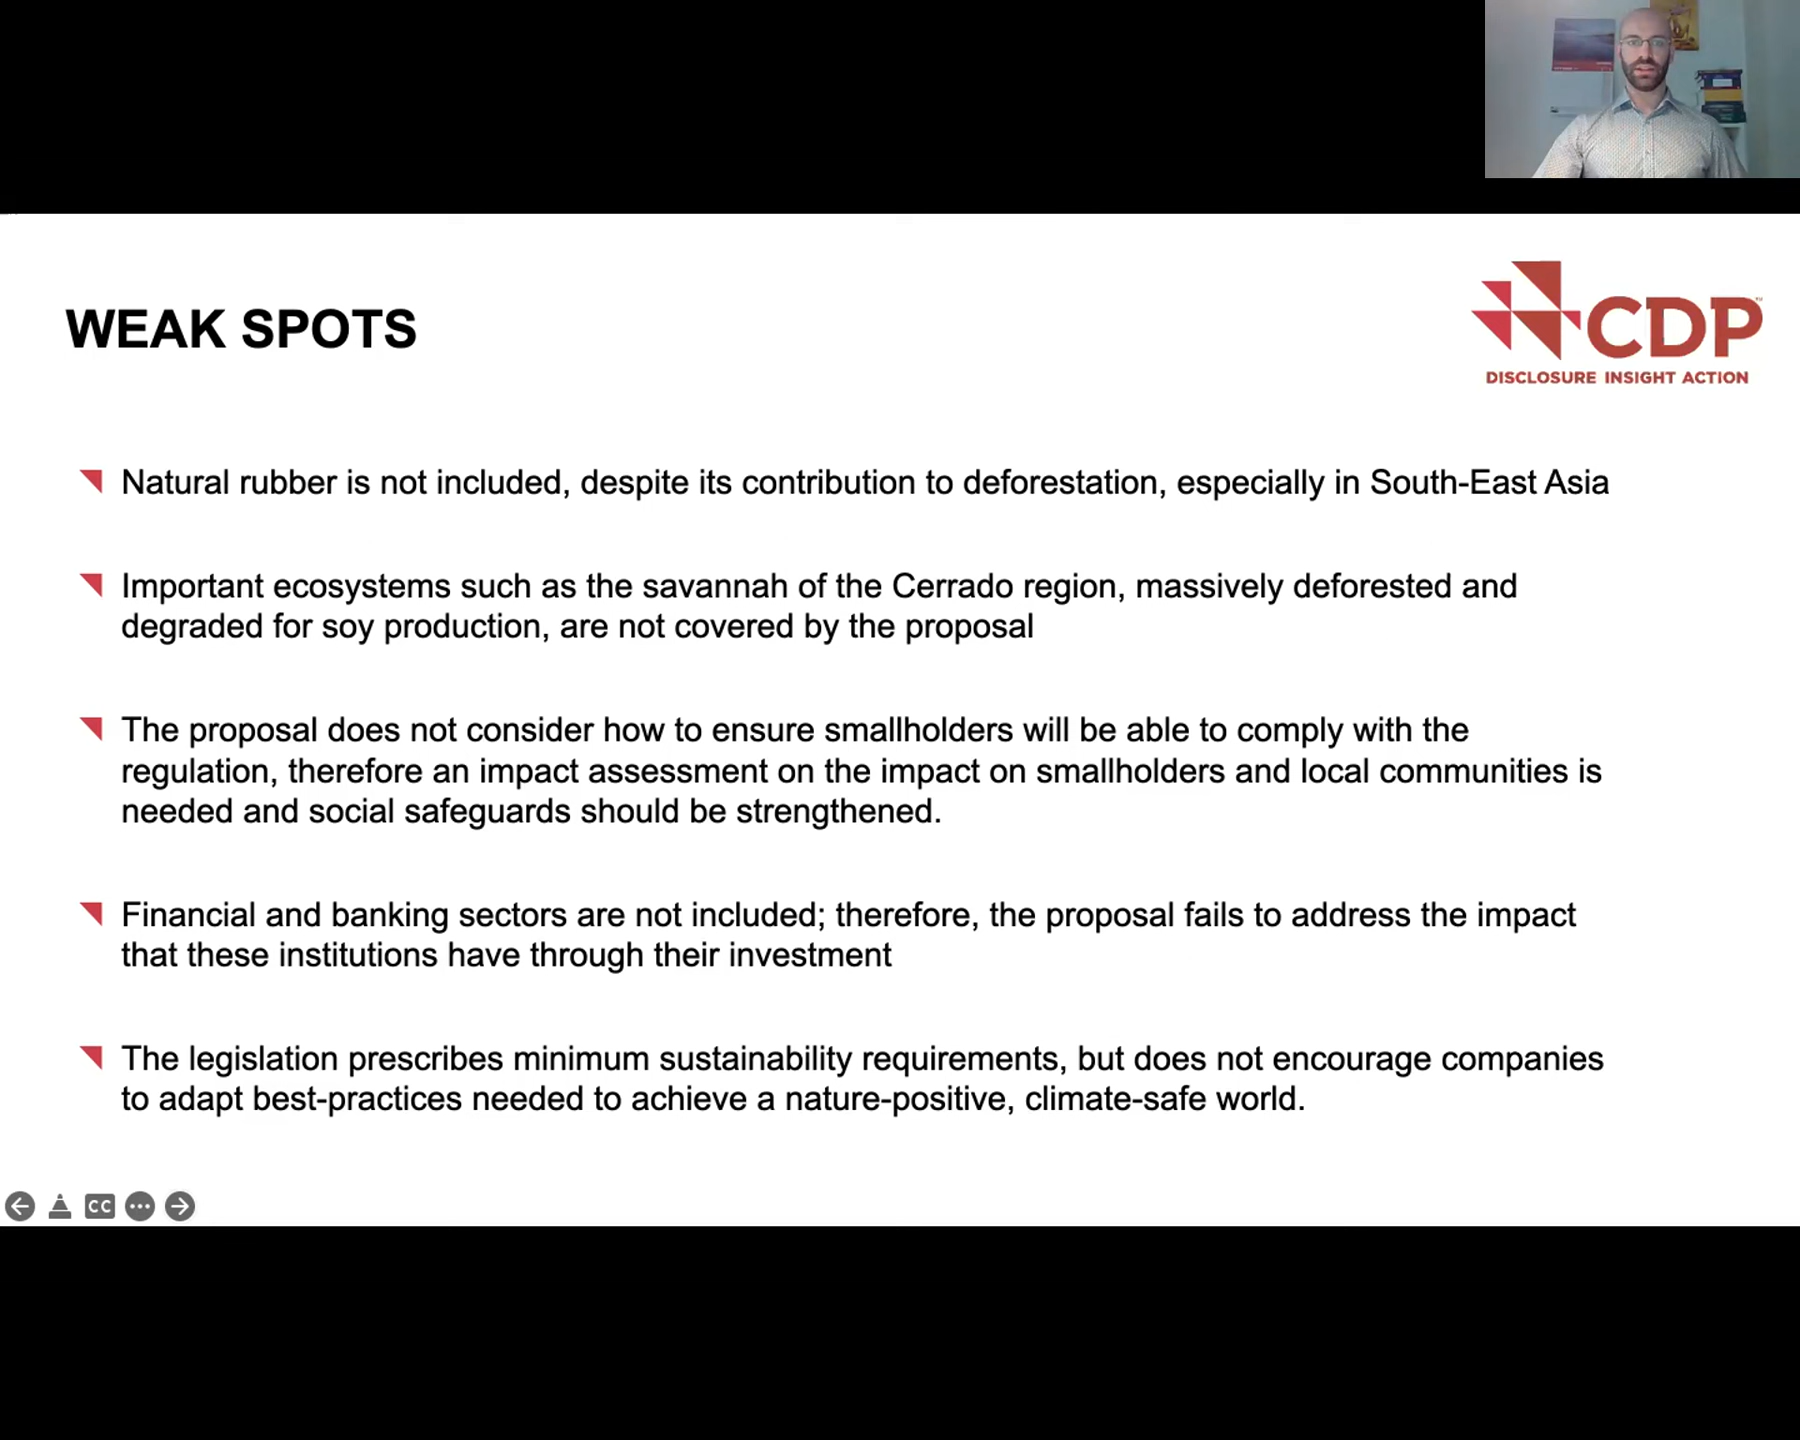 WEAK SPOTS
CDP
DISCLOSURE INSIGHT ACTION
Natural rubber is not included, despite its contribution to deforestation, especially in South-East Asia
Important ecosystems such as the savannah of the Cerrado region, massively deforested and
degraded for soy production, are not covered by the proposal
The proposal does not consider how to ensure smallholders will be able to comply with the
regulation, therefore an impact assessment on the impact on smallholders and local communities is
needed and social safeguards should be strengthened.
Financial and banking sectors are not included; therefore, the proposal fails to address the impact
that these institutions have through their investment
The legislation prescribes minimum sustainability requirements, but does not encourage companies
to adapt best-practices needed to achieve a nature-positive, climate-safe world.
CC